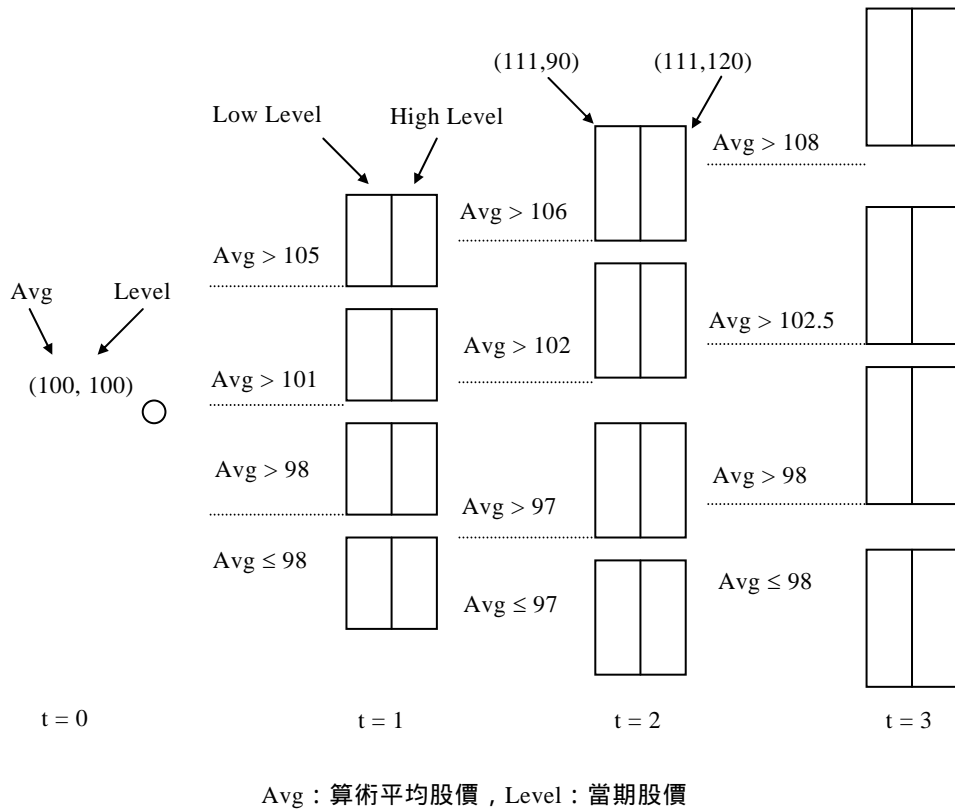 (111,90)
(111,120)
Low Level
High Level
Avg > 108
Avg > 106
Avg > 105
Avg
Level
Avg > 102.5
Avg > 102
(100, 100)
Avg > 101
Avg > 98
Avg > 98
Avg > 97
Avg ≤ 98
Avg ≤ 98
Avg ≤ 97
t = 0
t = 1
t = 2
t = 3
Avg：算術平均股價，Level：當期股價